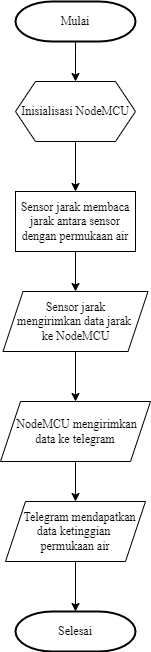 Mulai
Inisialisasi NodeMCU
Sensor jarak membaca
jarak antara sensor
dengan permukaan air
Sensor jarak
mengirimkan data jarak
ke NodeMCU
NodeMCU mengirimkan
data ke telegram
Telegram mendapatkan
data ketinggian
permukaan air
Selesai